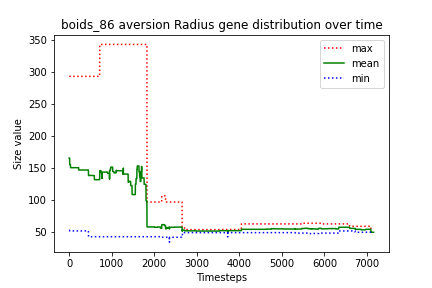 boids_86 aversion Radius gene distribution over time
350
300
250
200
150
100
50
Size value
max
mean
min
0 1000 2000 3000 4000 5000 6000 7000
Timesteps